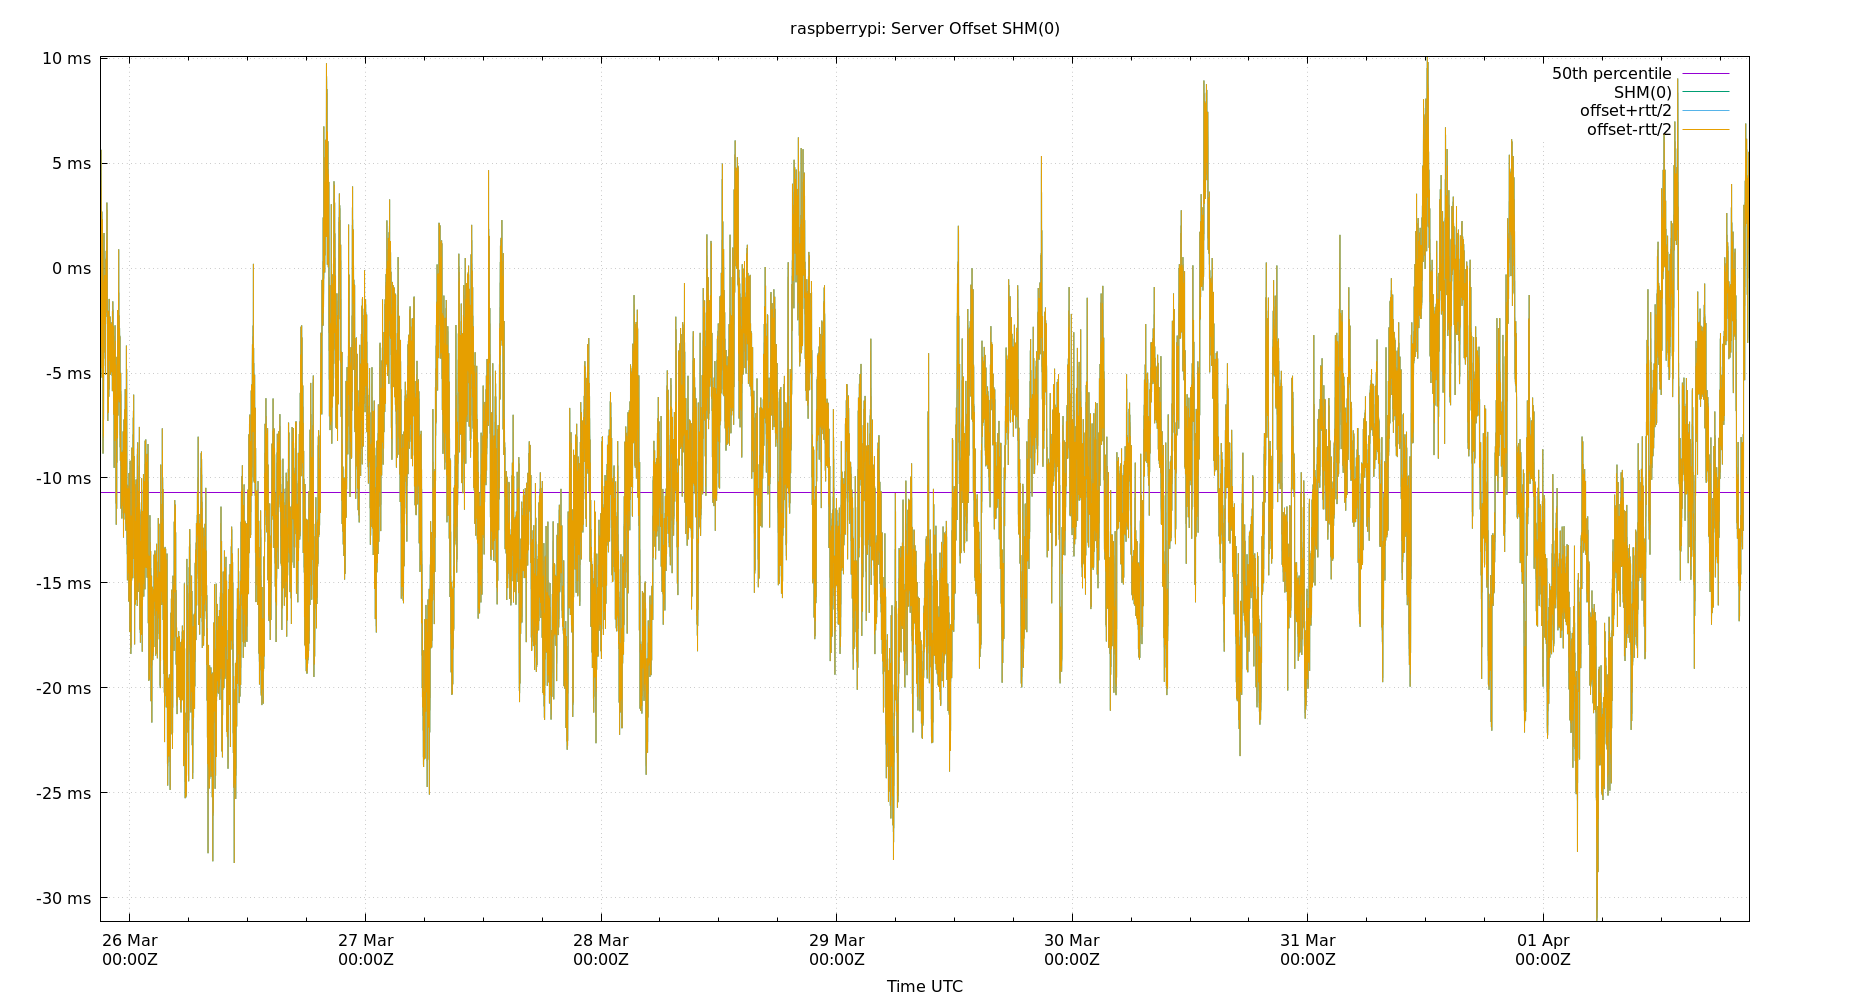 raspberrypi: Server Offset SHM(0)
10 ms
5 ms
0 ms
-5 ms
-10 ms
-15 ms
-20 ms
-25 ms
-30 ms
50th percentile
SHM(0)
offset+rtt/2
offset-rtt/2
26 Mar
00:00Z
27 Mar
00:00Z
28 Mar
00:00Z
29 Mar
00:00Z
30 Mar
00:00Z
31 Mar
00:00Z
01 Apr
00:00Z
Time UTC